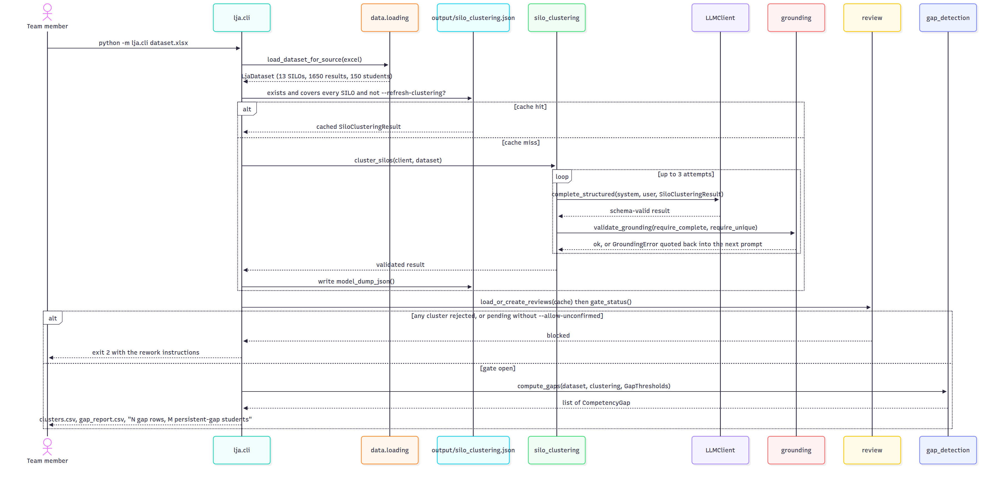 Team member
lja.cli
data.loading
output/silo_clustering.json
silo_clustering
LLMClient
grounding
review
gap_detection
python -m lja.cli dataset.xlsx
load_dataset_for_source(excel)
LjaDataset (13 SILOs, 1650 results, 150 students)
exists and covers every SILO and not --refresh-clustering?
alt
[cache hit]
cached SiloClusteringResult
[cache miss]
cluster_silos(client, dataset)
loop
[up to 3 attempts]
complete_structured(system, user, SiloClusteringResult)
schema-valid result
validate_grounding(require_complete, require_unique)
ok, or GroundingError quoted back into the next prompt
validated result
write model_dump_json()
load_or_create_reviews(cache) then gate_status()
alt
[any cluster rejected, or pending without --allow-unconfirmed]
blocked
exit 2 with the rework instructions
[gate open]
compute_gaps(dataset, clustering, GapThresholds)
list of CompetencyGap
clusters.csv, gap_report.csv, "N gap rows, M persistent-gap students"
Team member
lja.cli
data.loading
output/silo_clustering.json
silo_clustering
LLMClient
grounding
review
gap_detection